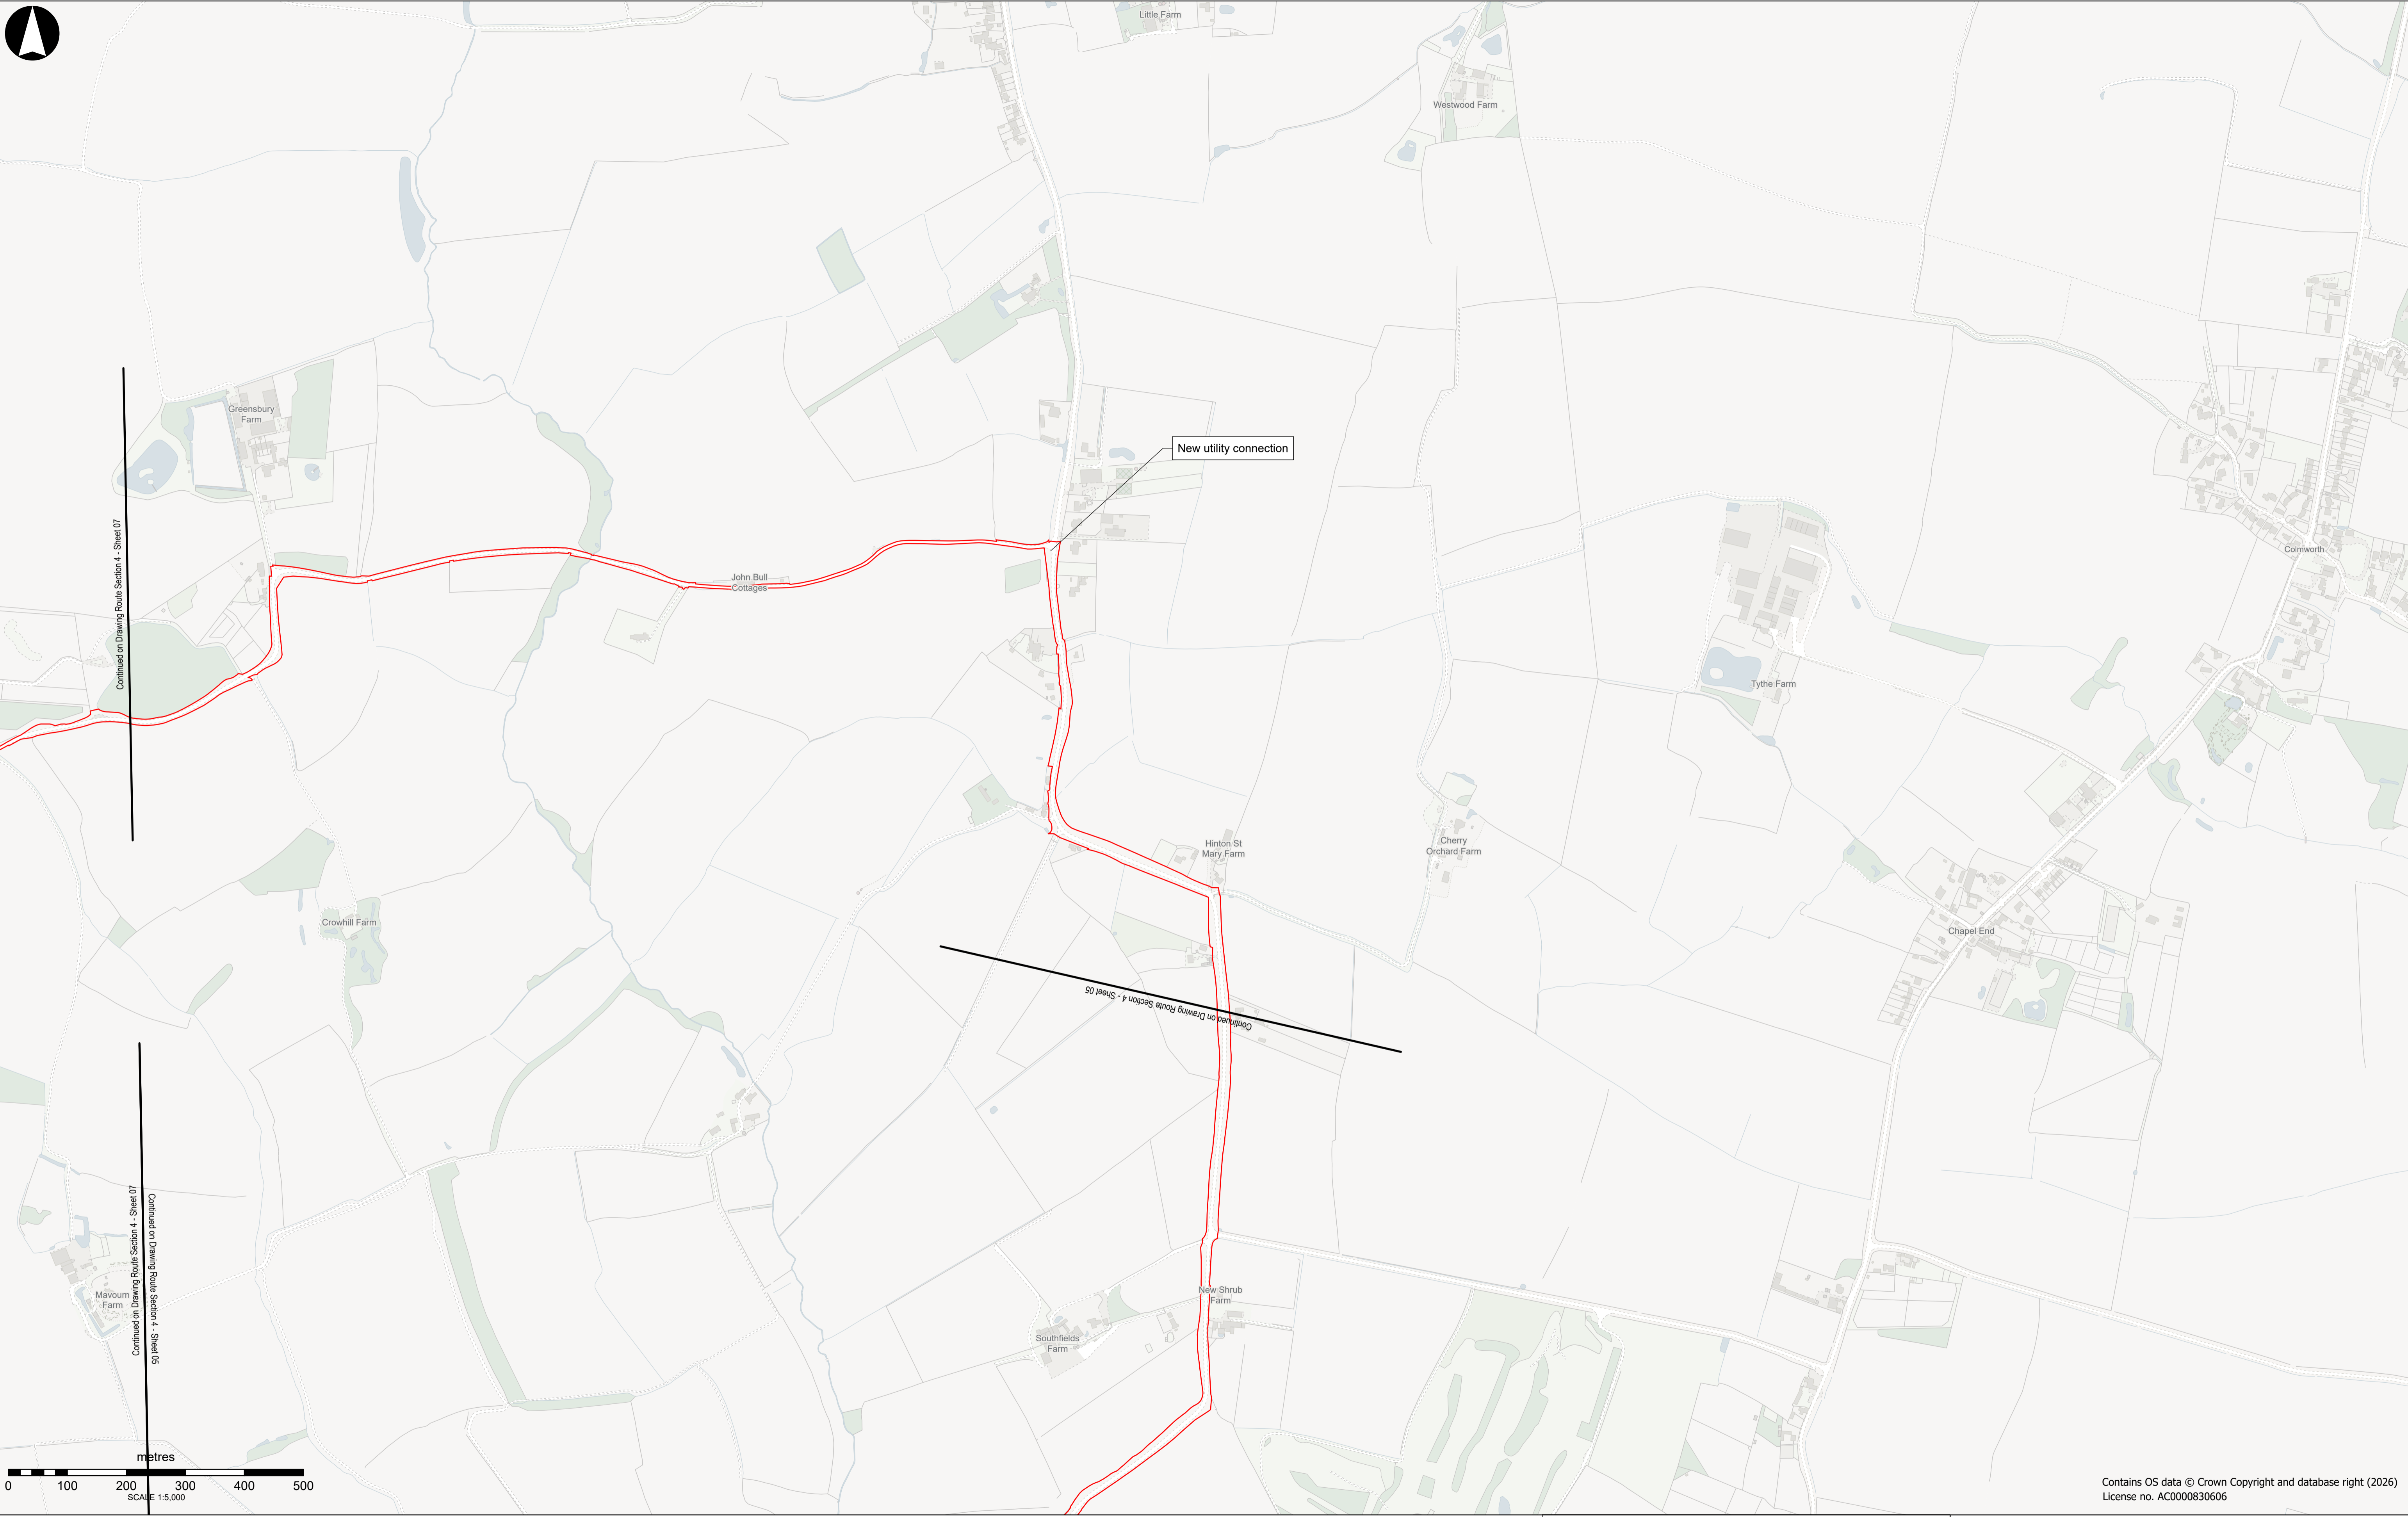 Little Farm
Westwood Farm
Greensbury
Farm
New utility connection
Continued on Drawing Route Section 4 - Sheet 07
Colmworth
John Bull
Cottages
Tythe Farm
Hinton St
Mary Farm
Cherry
Orchard Farm
Crowhill Farm
Chapel End
Continued on Drawing Route Section 4 - Sheet 05
Continued on Drawing Route Section 4 - Sheet 07
Continued on Drawing Route Section 4 - Sheet 05
Mavourn
Farm
New Shrub
Farm
Southfields
Farm
metres
0 100 200 300 400 500
SCALE 1:5,000
Contains OS data © Crown Copyright and database right (2026)
License no. AC0000830606